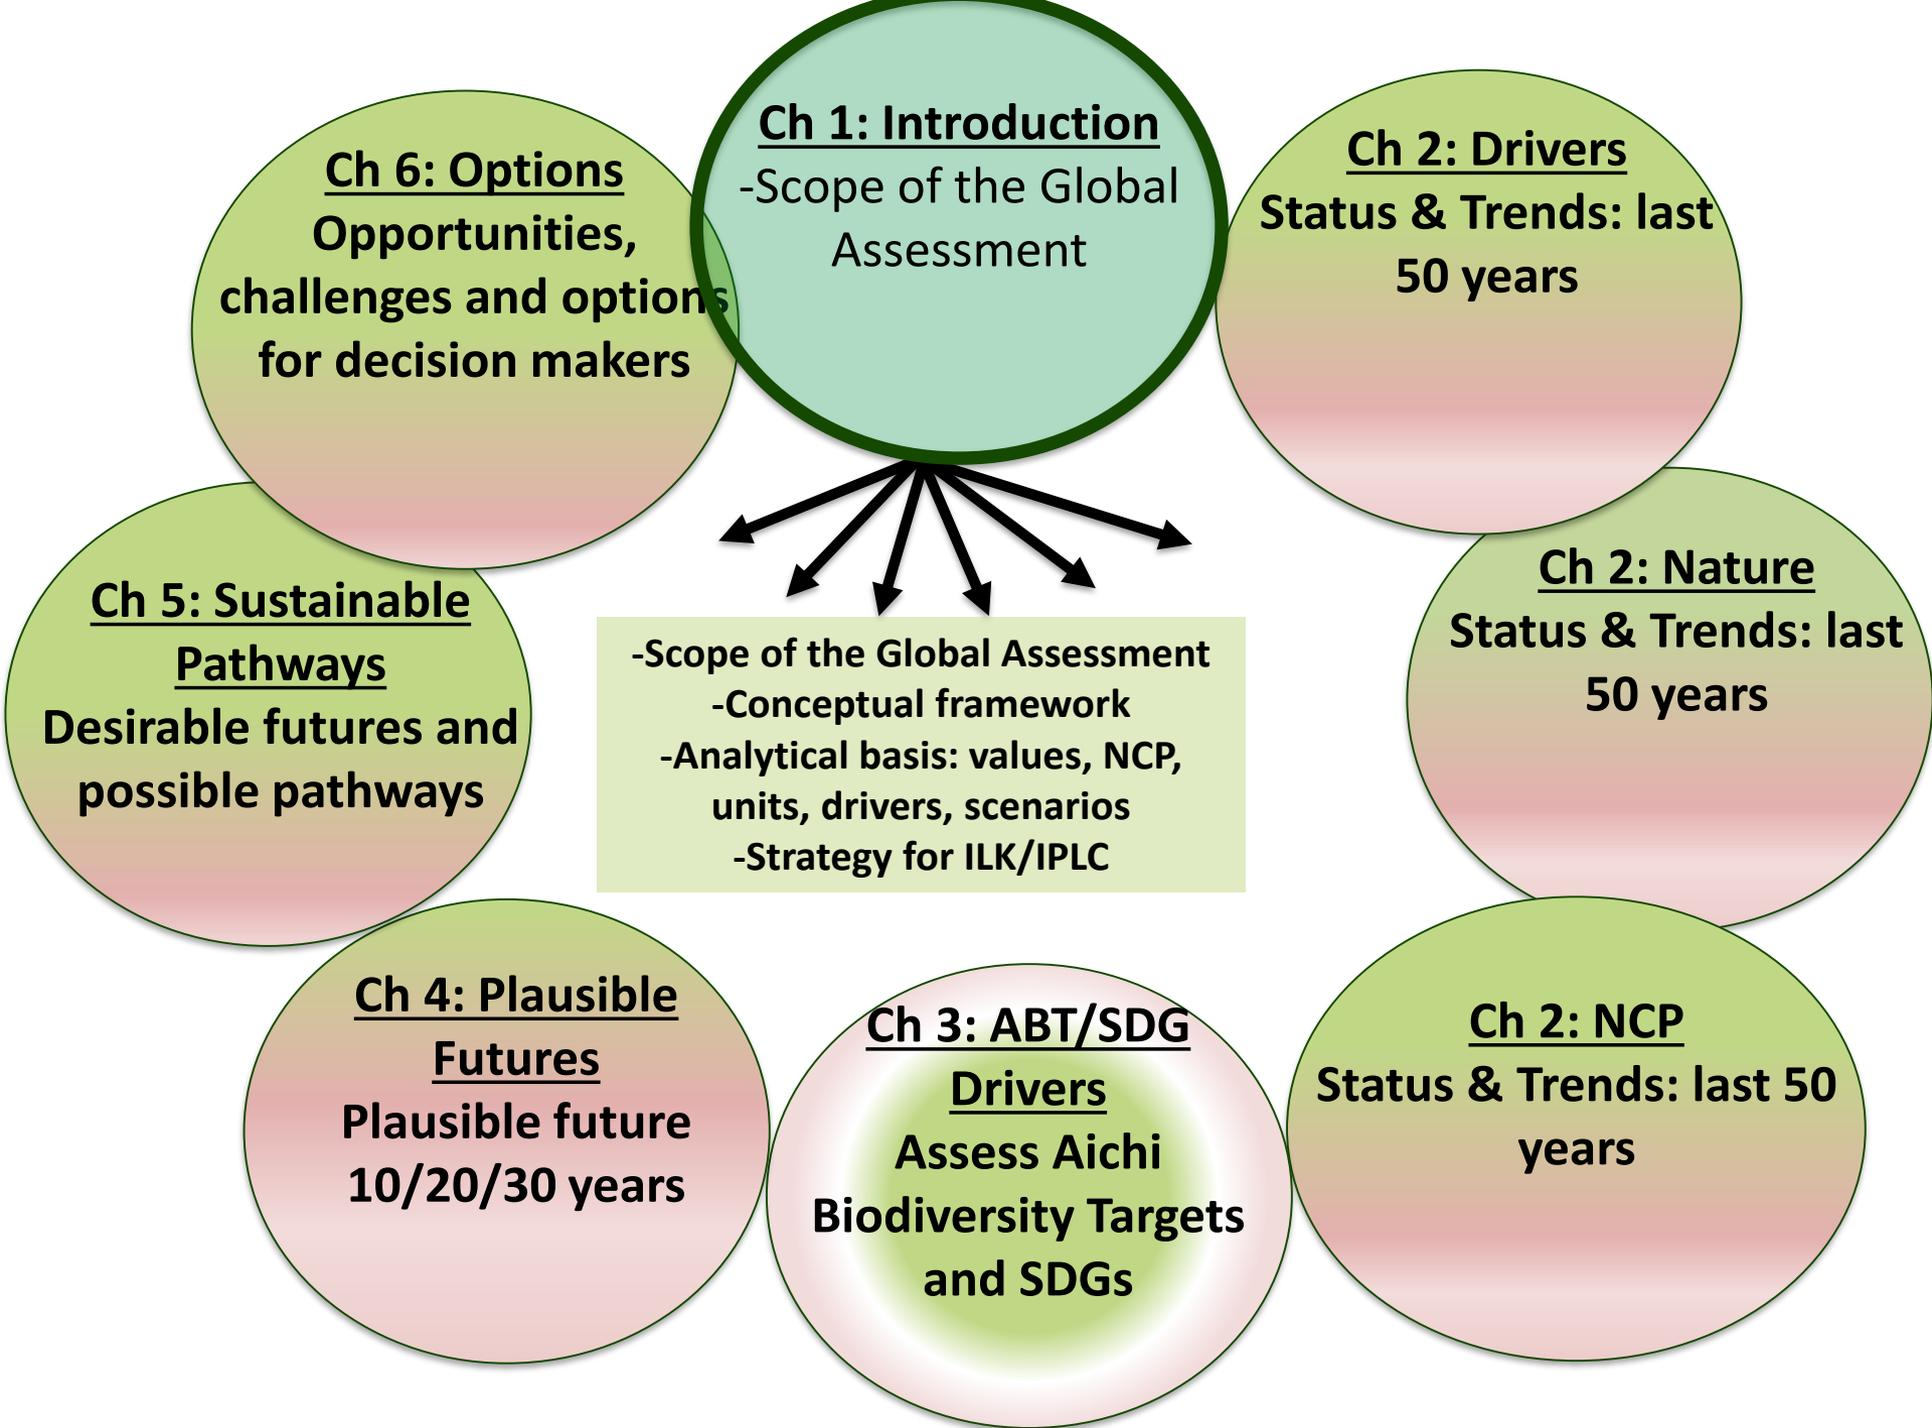 Ch 1: Introduction
-Scope of the Global
Assessment
Ch 2: Drivers
Status & Trends: last
50 years
Ch 2: Nature
Status & Trends: last
50 years
Ch 2: NCP
Status & Trends: last 50
years
Ch 3: ABT/SDG
Drivers
Assess Aichi
Biodiversity Targets
and SDGs
Ch 4: Plausible
Futures
Plausible future
10/20/30 years
Ch 5: Sustainable
Pathways
Desirable futures and
possible pathways
Ch 6: Options
Opportunities,
challenges and options
for decision makers
-Scope of the Global Assessment
-Conceptual framework
-Analytical basis: values, NCP,
units, drivers, scenarios
-Strategy for ILK/IPLC